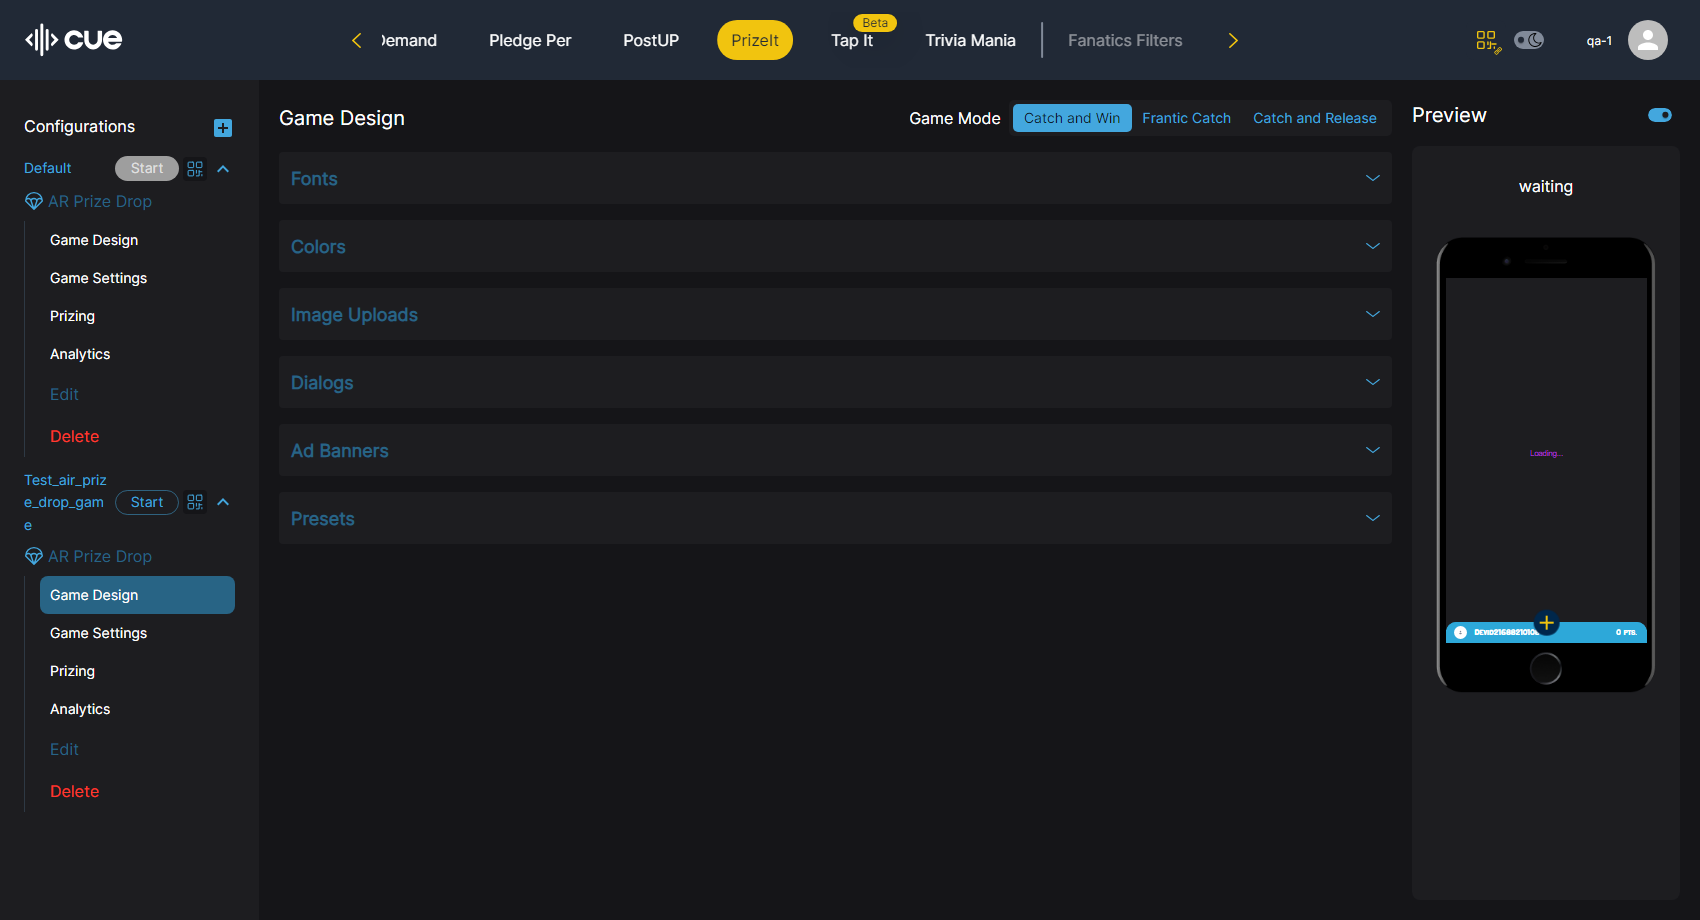 cue
Demand
Pledge Per
PostUP
PrizeIt
Beta
Tap It
Trivia Mania
Fanatics Filters
qa-1
Configurations
Default
Start
AR Prize Drop
Game Design
Game Settings
Prizing
Analytics
Edit
Delete
Test_air_priz
e_drop_gam
e
Start
AR Prize Drop
Game Design
Game Settings
Prizing
Analytics
Edit
Delete
Game Design
Game Mode
Catch and Win
Frantic Catch
Catch and Release
Fonts
Colors
Image Uploads
Dialogs
Ad Banners
Presets
Preview
waiting
Loading...
0 PTS.